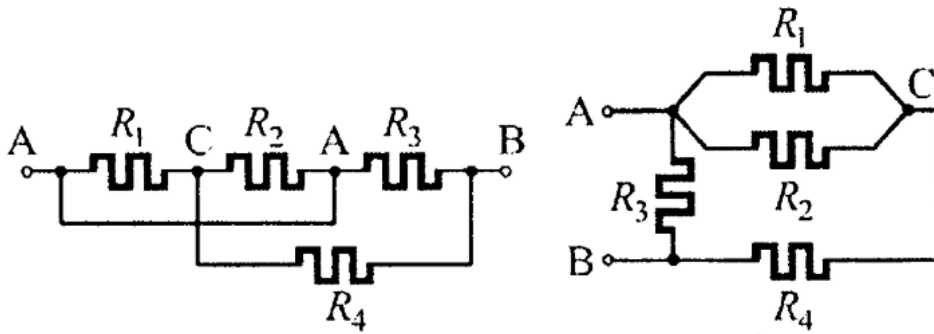 A R₁ C R₂ A R₃ B
R₄
R₁
A C
R₂
R₃
B
R₄